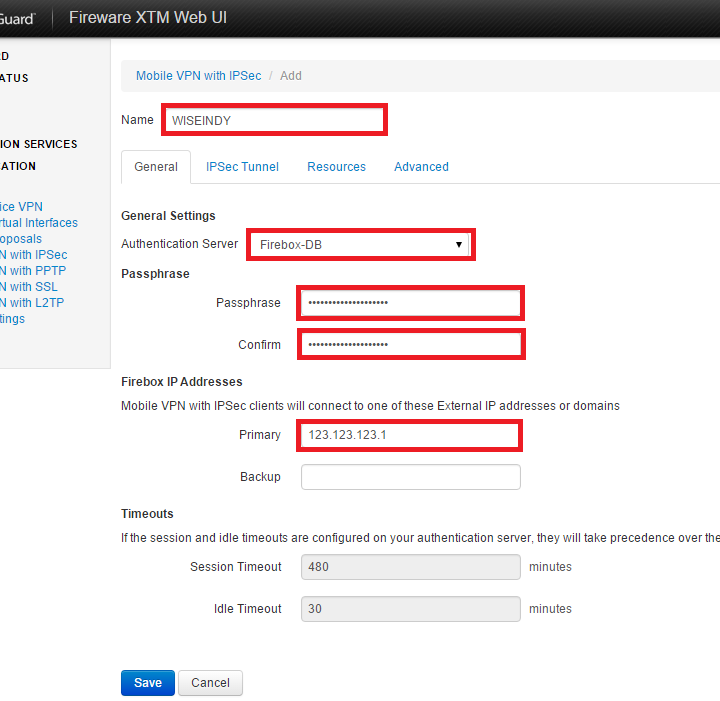 Guard Fireware XTM Web UI
D
ATUS
ION SERVICES
CATION
ice VPN
rtual Interfaces
oposals
N with IPSec
N with PPTP
N with SSL
N with L2TP
tings
Mobile VPN with IPSec / Add
Name WISEINDY
General IPSec Tunnel Resources Advanced
General Settings
Authentication Server Firebox-DB
Passphrase
Passphrase ••••••••••••••••••••
Confirm ••••••••••••••••••••
Firebox IP Addresses
Mobile VPN with IPSec clients will connect to one of these External IP addresses or domains
Primary 123.123.123.1
Backup
Timeouts
If the session and idle timeouts are configured on your authentication server, they will take precedence over the
Session Timeout 480 minutes
Idle Timeout 30 minutes
Save Cancel